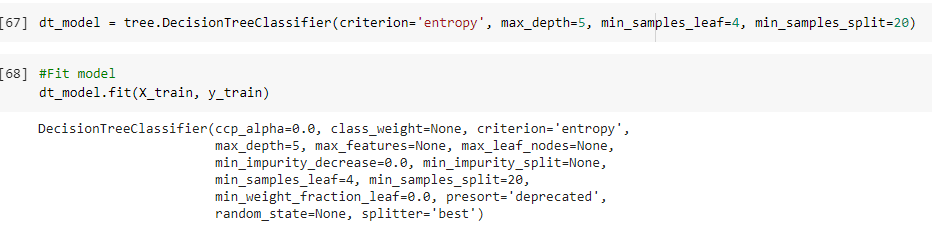 [67] dt_model = tree.DecisionTreeClassifier(criterion='entropy', max_depth=5, min_samples_leaf=4, min_samples_split=20)
[68] #Fit model
dt_model.fit(X_train, y_train)
DecisionTreeClassifier(ccp_alpha=0.0, class_weight=None, criterion='entropy',
max_depth=5, max_features=None, max_leaf_nodes=None,
min_impurity_decrease=0.0, min_impurity_split=None,
min_samples_leaf=4, min_samples_split=20,
min_weight_fraction_leaf=0.0, presort='deprecated',
random_state=None, splitter='best')